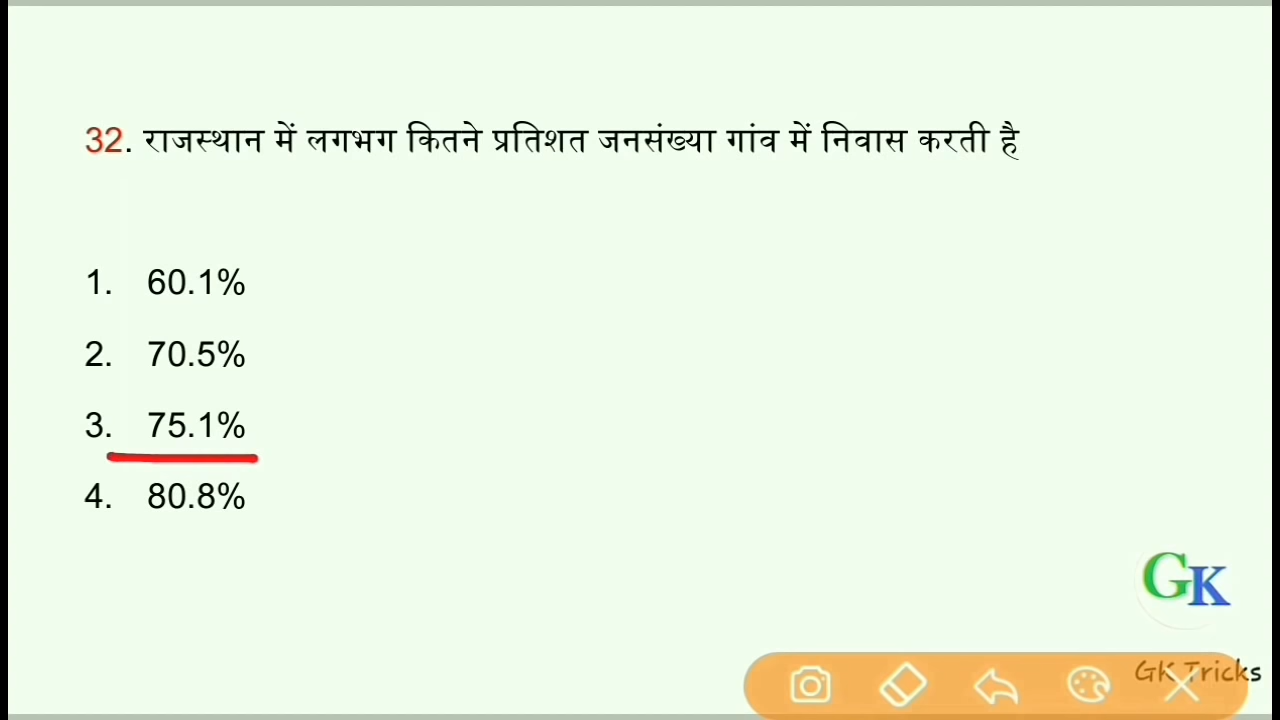 32. राजस्थान में लगभग कितने प्रतिशत जनसंख्या गांव में निवास करती है
1. 60.1%
2. 70.5%
3. 75.1%
4. 80.8%
GK
GK Tricks